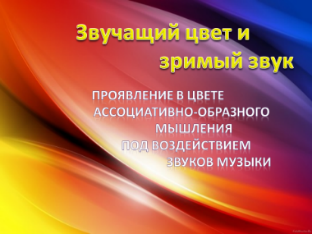 Звучащий цвет и
зримый звук
ПРОЯВЛЕНИЕ В ЦВЕТЕ
АССОЦИАТИВНО-ОБРАЗНОГО
МЫШЛЕНИЯ
ПОД ВОЗДЕЙСТВИЕМ
ЗВУКОВ МУЗЫКИ